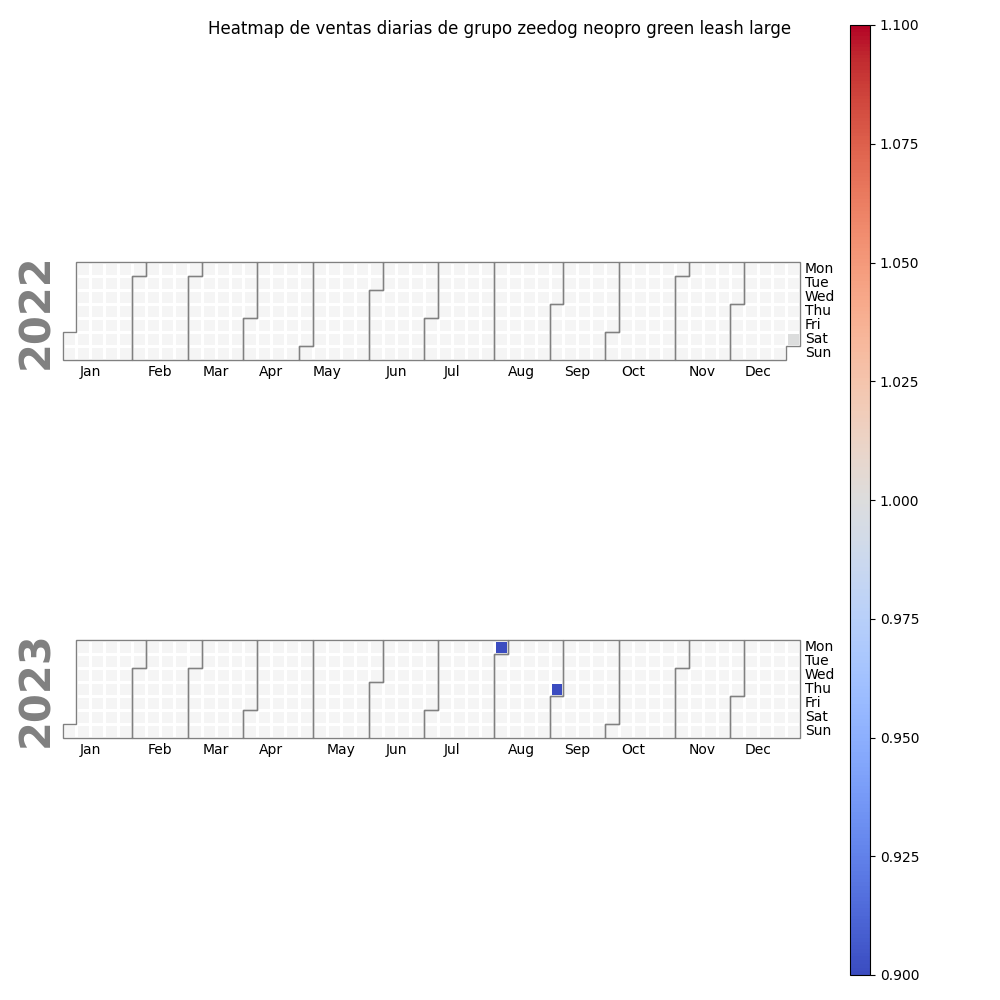 Heatmap de ventas diarias de grupo zeedog neopro green leash large
2022
Mon
Tue
Wed
Thu
Fri
Sat
Sun
Jan Feb Mar Apr May Jun Jul Aug Sep Oct Nov Dec
2023
Mon
Tue
Wed
Thu
Fri
Sat
Sun
Jan Feb Mar Apr May Jun Jul Aug Sep Oct Nov Dec
1.100
1.075
1.050
1.025
1.000
0.975
0.950
0.925
0.900